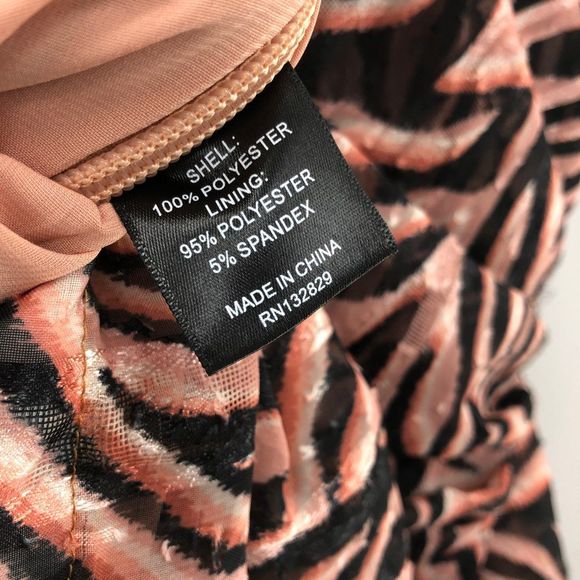 SHELL:
100% POLYESTER
LINING:
95% POLYESTER
5% SPANDEX
MADE IN CHINA
RN132829